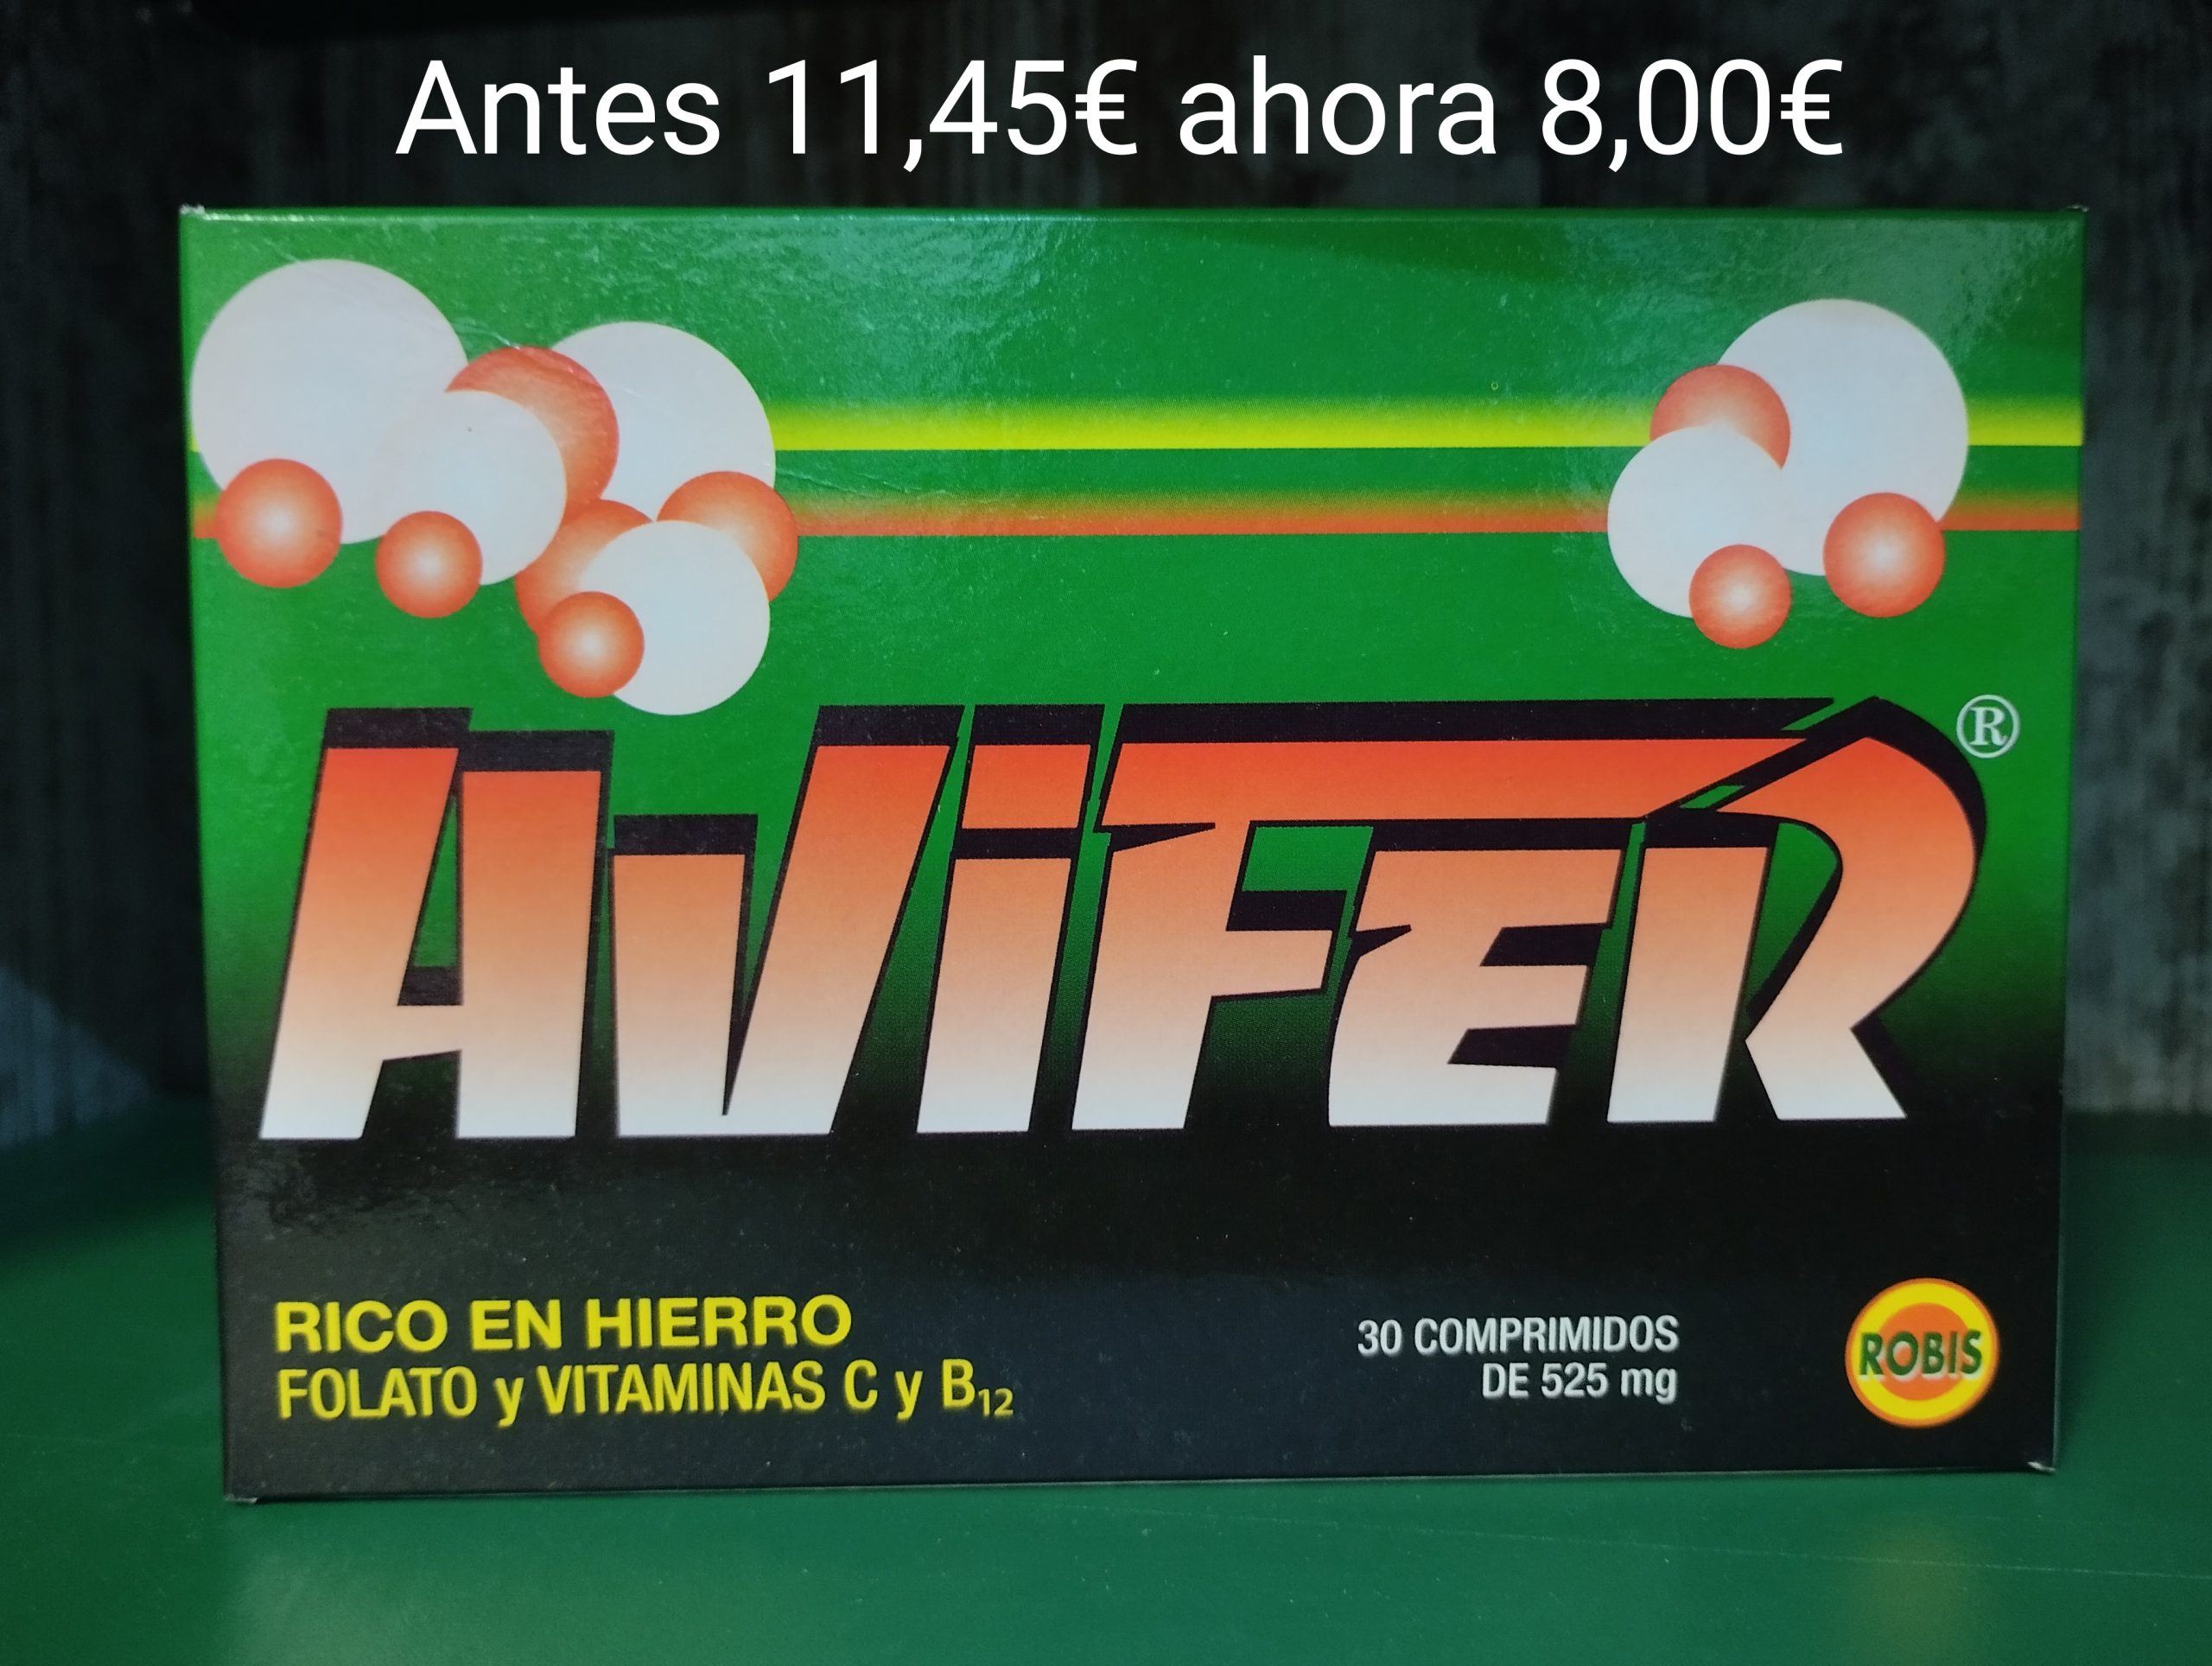 Antes 11,45€ ahora 8,00€
AVIFER®
RICO EN HIERRO
FOLATO y VITAMINAS C y B₁₂
30 COMPRIMIDOS
DE 525 mg
ROBIS